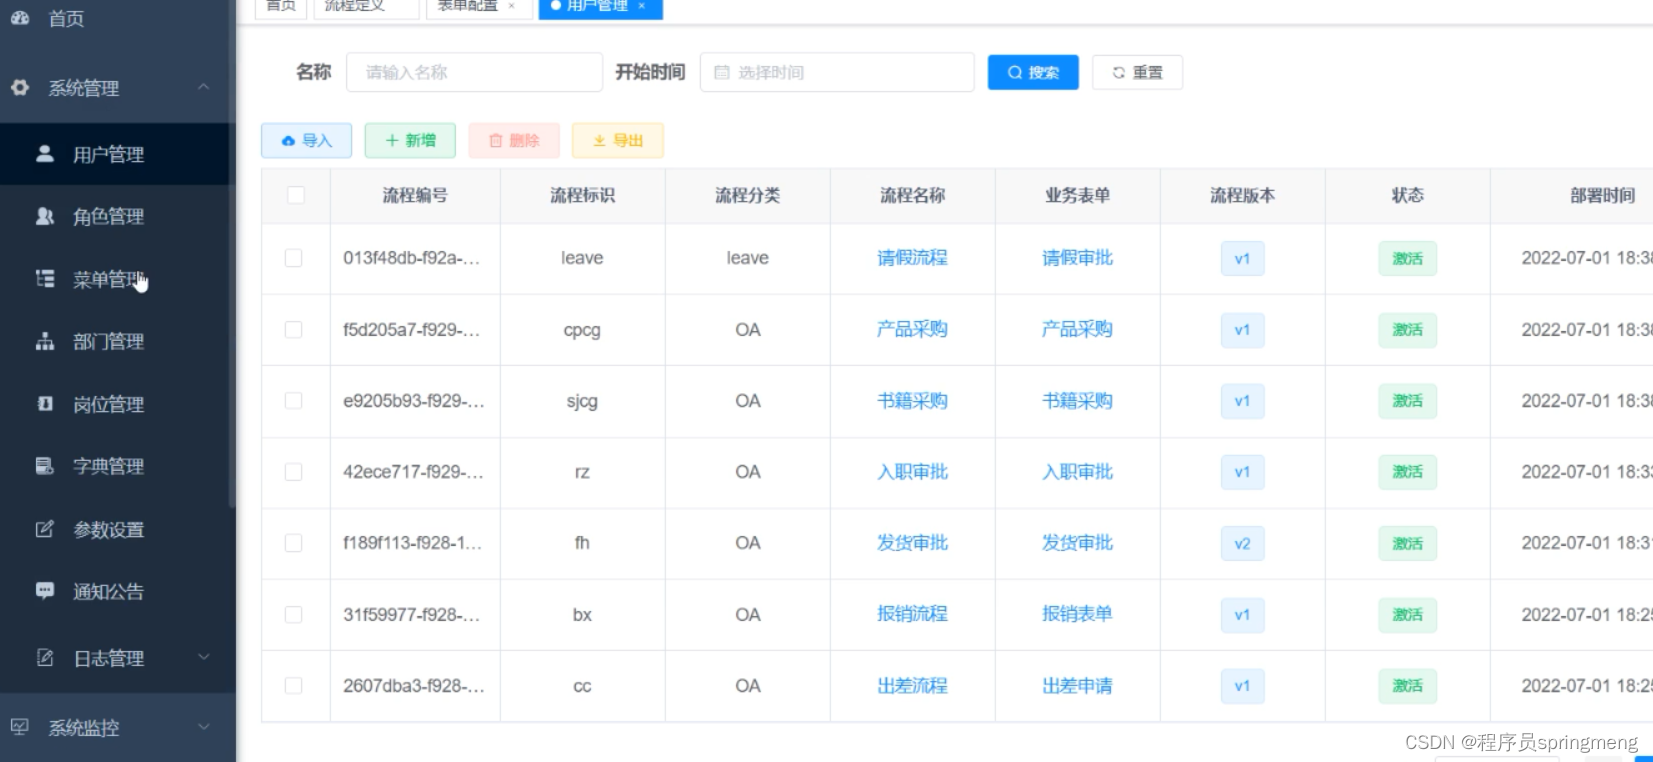 首页
系统管理
用户管理
角色管理
菜单管理
部门管理
岗位管理
字典管理
参数设置
通知公告
日志管理
系统监控
首页 流程定义 表单配置 × 用户管理 ×
名称 请输入名称 开始时间 选择时间 搜索 重置
导入 新增 删除 导出
流程编号 流程标识 流程分类 流程名称 业务表单 流程版本 状态 部署时间
013f48db-f92a-... leave leave 请假流程 请假审批 v1 激活 2022-07-01 18:38
f5d205a7-f929-... cpcg OA 产品采购 产品采购 v1 激活 2022-07-01 18:38
e9205b93-f929-... sjcg OA 书籍采购 书籍采购 v1 激活 2022-07-01 18:38
42ece717-f929-... rz OA 入职审批 入职审批 v1 激活 2022-07-01 18:33
f189f113-f928-1... fh OA 发货审批 发货审批 v2 激活 2022-07-01 18:31
31f59977-f928-... bx OA 报销流程 报销表单 v1 激活 2022-07-01 18:25
2607dba3-f928-... cc OA 出差流程 出差申请 v1 激活 2022-07-01 18:25
CSDN @程序员springmeng